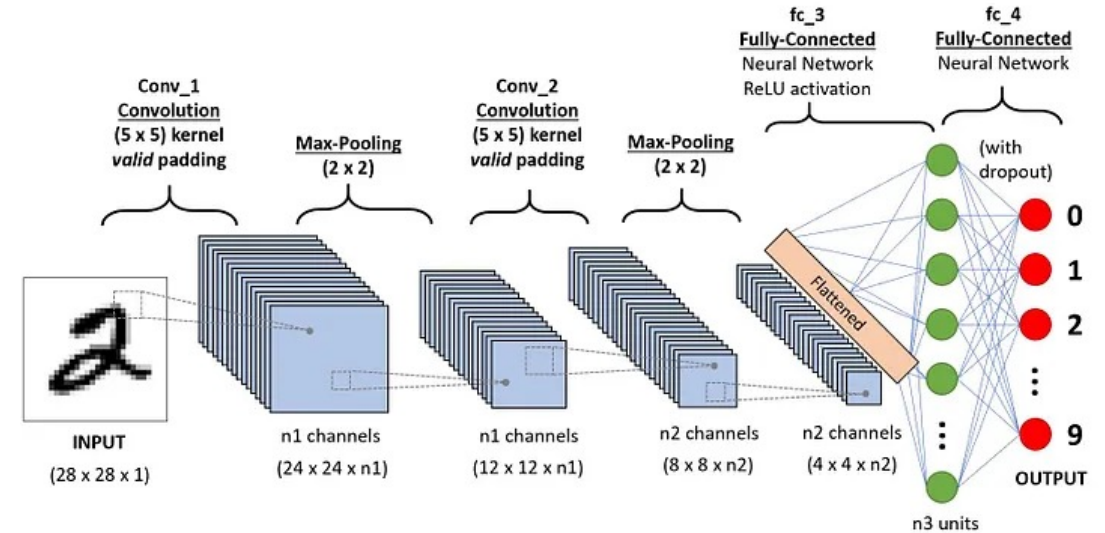 fc_3
Fully-Connected
Neural Network
ReLU activation
fc_4
Fully-Connected
Neural Network
Conv_1
Convolution
(5 x 5) kernel
valid padding
Max-Pooling
(2 x 2)
Conv_2
Convolution
(5 x 5) kernel
valid padding
Max-Pooling
(2 x 2)
(with
dropout)
0
1
2
9
Flattened
INPUT
(28 x 28 x 1)
n1 channels
(24 x 24 x n1)
n1 channels
(12 x 12 x n1)
n2 channels
(8 x 8 x n2)
n2 channels
(4 x 4 x n2)
OUTPUT
n3 units
2